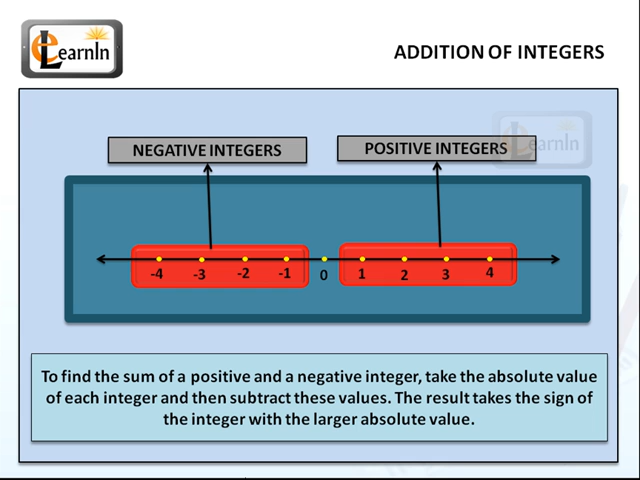 eLearnIn
ADDITION OF INTEGERS
eLearnIn
NEGATIVE INTEGERS
POSITIVE INTEGERS
-4 -3 -2 -1 0 1 2 3 4
To find the sum of a positive and a negative integer, take the absolute value
of each integer and then subtract these values. The result takes the sign of
the integer with the larger absolute value.